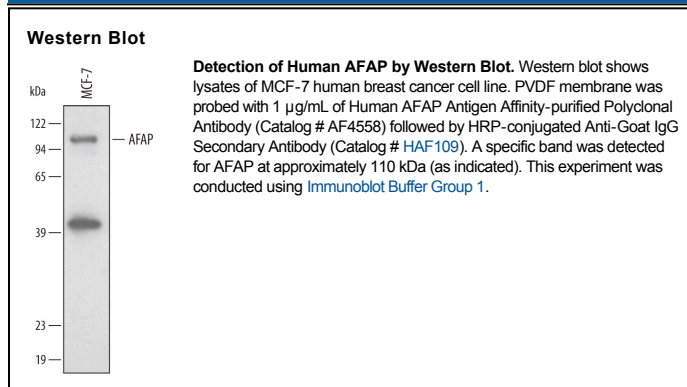 Western Blot
Detection of Human AFAP by Western Blot. Western blot shows
lysates of MCF-7 human breast cancer cell line. PVDF membrane was
probed with 1 µg/mL of Human AFAP Antigen Affinity-purified Polyclonal
Antibody (Catalog # AF4558) followed by HRP-conjugated Anti-Goat IgG
Secondary Antibody (Catalog # HAF109). A specific band was detected
for AFAP at approximately 110 kDa (as indicated). This experiment was
conducted using Immunoblot Buffer Group 1.
kDa
MCF-7
122
AFAP
94
65
39
23
19